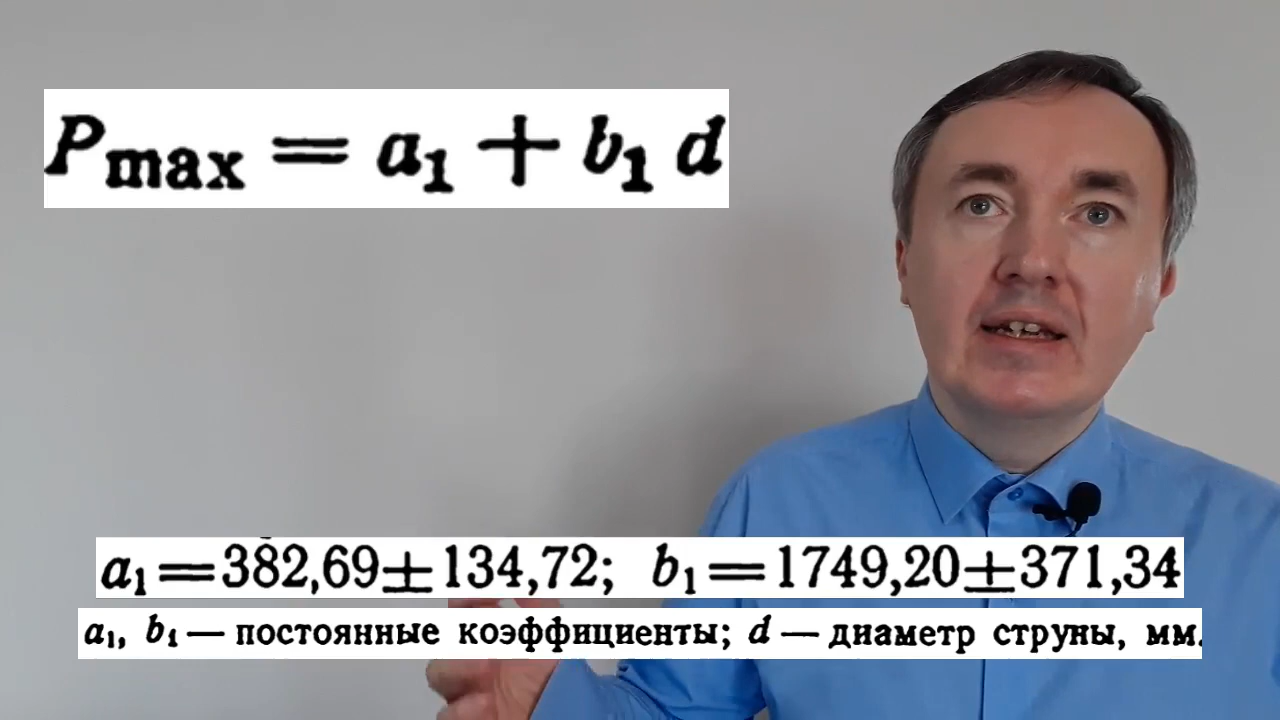 Pmax = a₁ + b₁ d
a₁=382,69±134,72; b₁=1749,20±371,34
a₁, b₁ — постоянные коэффициенты; d — диаметр струны, мм.